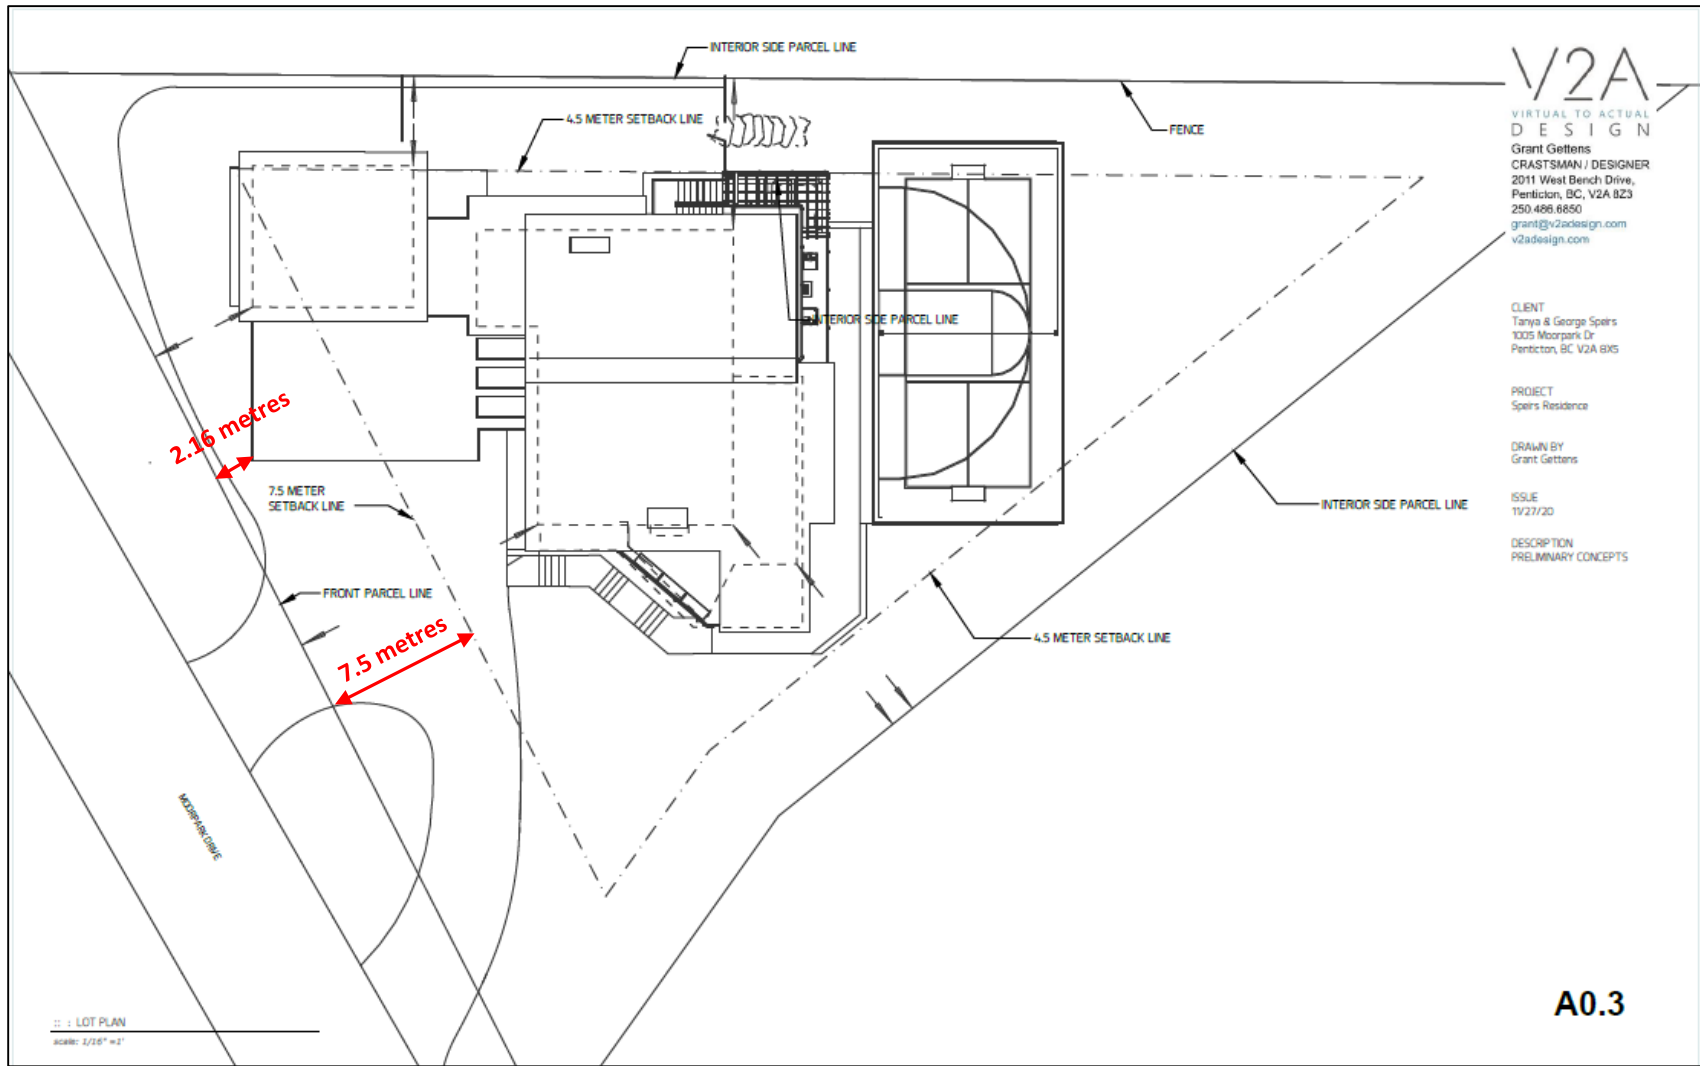 INTERIOR SIDE PARCEL LINE
4.5 METER SETBACK LINE
FENCE
INTERIOR SIDE PARCEL LINE
2.16 metres
7.5 METER
SETBACK LINE
INTERIOR SIDE PARCEL LINE
FRONT PARCEL LINE
7.5 metres
4.5 METER SETBACK LINE
MOORPARK DRIVE
:: : LOT PLAN
scale: 1/16" =1'
V2A
VIRTUAL TO ACTUAL
DESIGN
Grant Gettens
CRASTSMAN / DESIGNER
2011 West Bench Drive,
Penticton, BC, V2A 8Z3
250.486.6850
grant@v2adesign.com
v2adesign.com
CLIENT
Tanya & George Speirs
1005 Moorpark Dr
Penticton, BC V2A 8X5
PROJECT
Speirs Residence
DRAWN BY
Grant Gettens
ISSUE
11/27/20
DESCRIPTION
PRELIMINARY CONCEPTS
A0.3